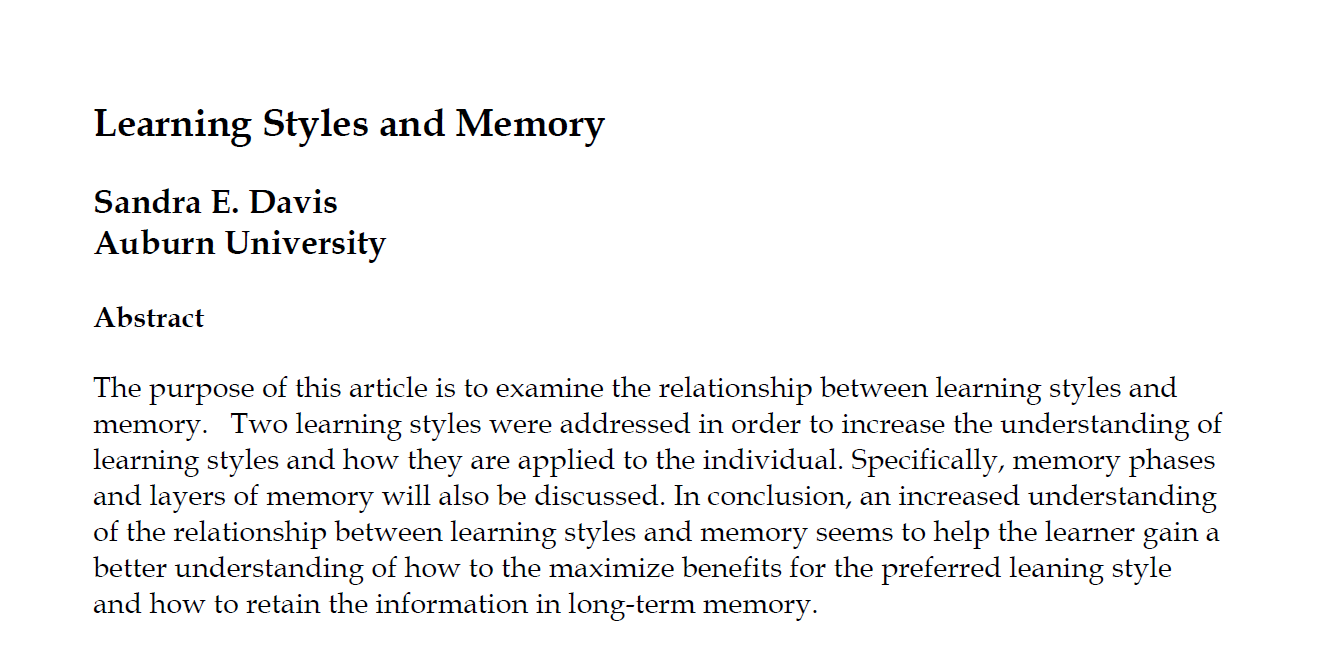 Learning Styles and Memory
Sandra E. Davis
Auburn University
Abstract
The purpose of this article is to examine the relationship between learning styles and
memory.   Two learning styles were addressed in order to increase the understanding of
learning styles and how they are applied to the individual. Specifically, memory phases
and layers of memory will also be discussed. In conclusion, an increased understanding
of the relationship between learning styles and memory seems to help the learner gain a
better understanding of how to the maximize benefits for the preferred leaning style
and how to retain the information in long-term memory.